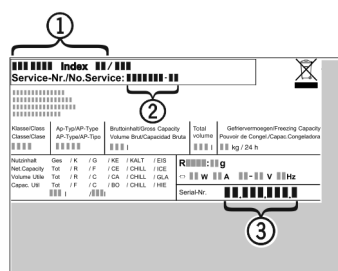 1
Index /
Service-Nr./No.Service: -
2
Klasse/Class Ap-Typ/AP-Type Bruttoinhalt/Gross Capacity Total Gefriervermoegen/Freezing Capacity
Classe/Clase AP-Type/AP-Tipo Volume Brut/Capacidad Bruta volume Pouvoir de Congel./Capac.Congeladora
l l kg / 24 h
Nutzinhalt Ges / K / G / KE / KALT / EIS
Net Capacity Tot / R / F / CE / CHILL / ICE
Volume Utile Tot / R / C / CA / CHILL / GLA
Capac. Util Tot / F / C / BO / CHILL / HIE
l / l
R : g
W A - V Hz
Serial-Nr.
3